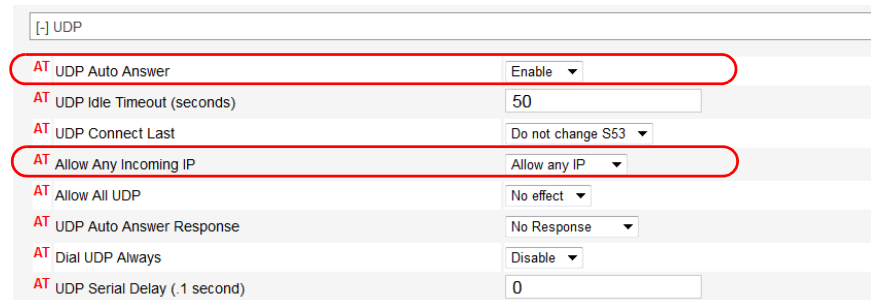 [-] UDP
AT UDP Auto Answer Enable
AT UDP Idle Timeout (seconds) 50
AT UDP Connect Last Do not change S53
AT Allow Any Incoming IP Allow any IP
AT Allow All UDP No effect
AT UDP Auto Answer Response No Response
AT Dial UDP Always Disable
AT UDP Serial Delay (.1 second) 0